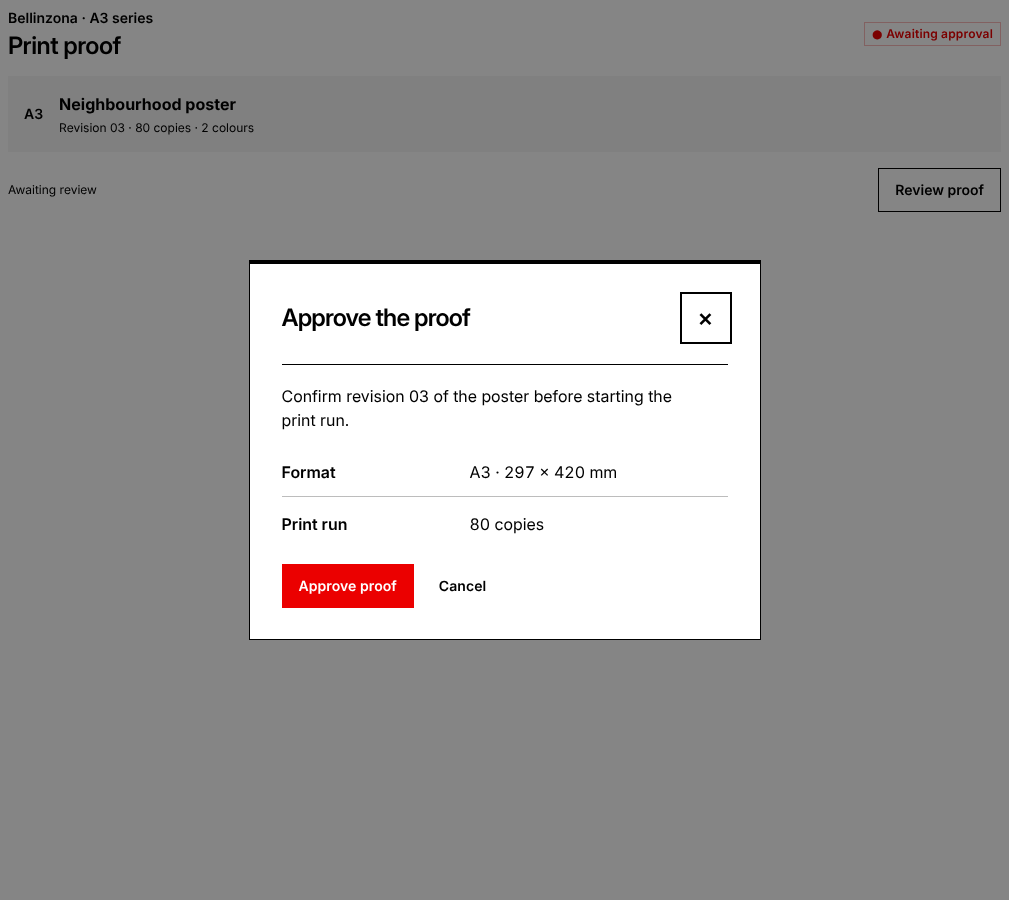 Bellinzona · A3 series
Print proof
Awaiting approval
A3
Neighbourhood poster
Revision 03 · 80 copies · 2 colours
Awaiting review
Review proof
Approve the proof
×
Confirm revision 03 of the poster before starting the
print run.
Format
A3 · 297 × 420 mm
Print run
80 copies
Approve proof
Cancel